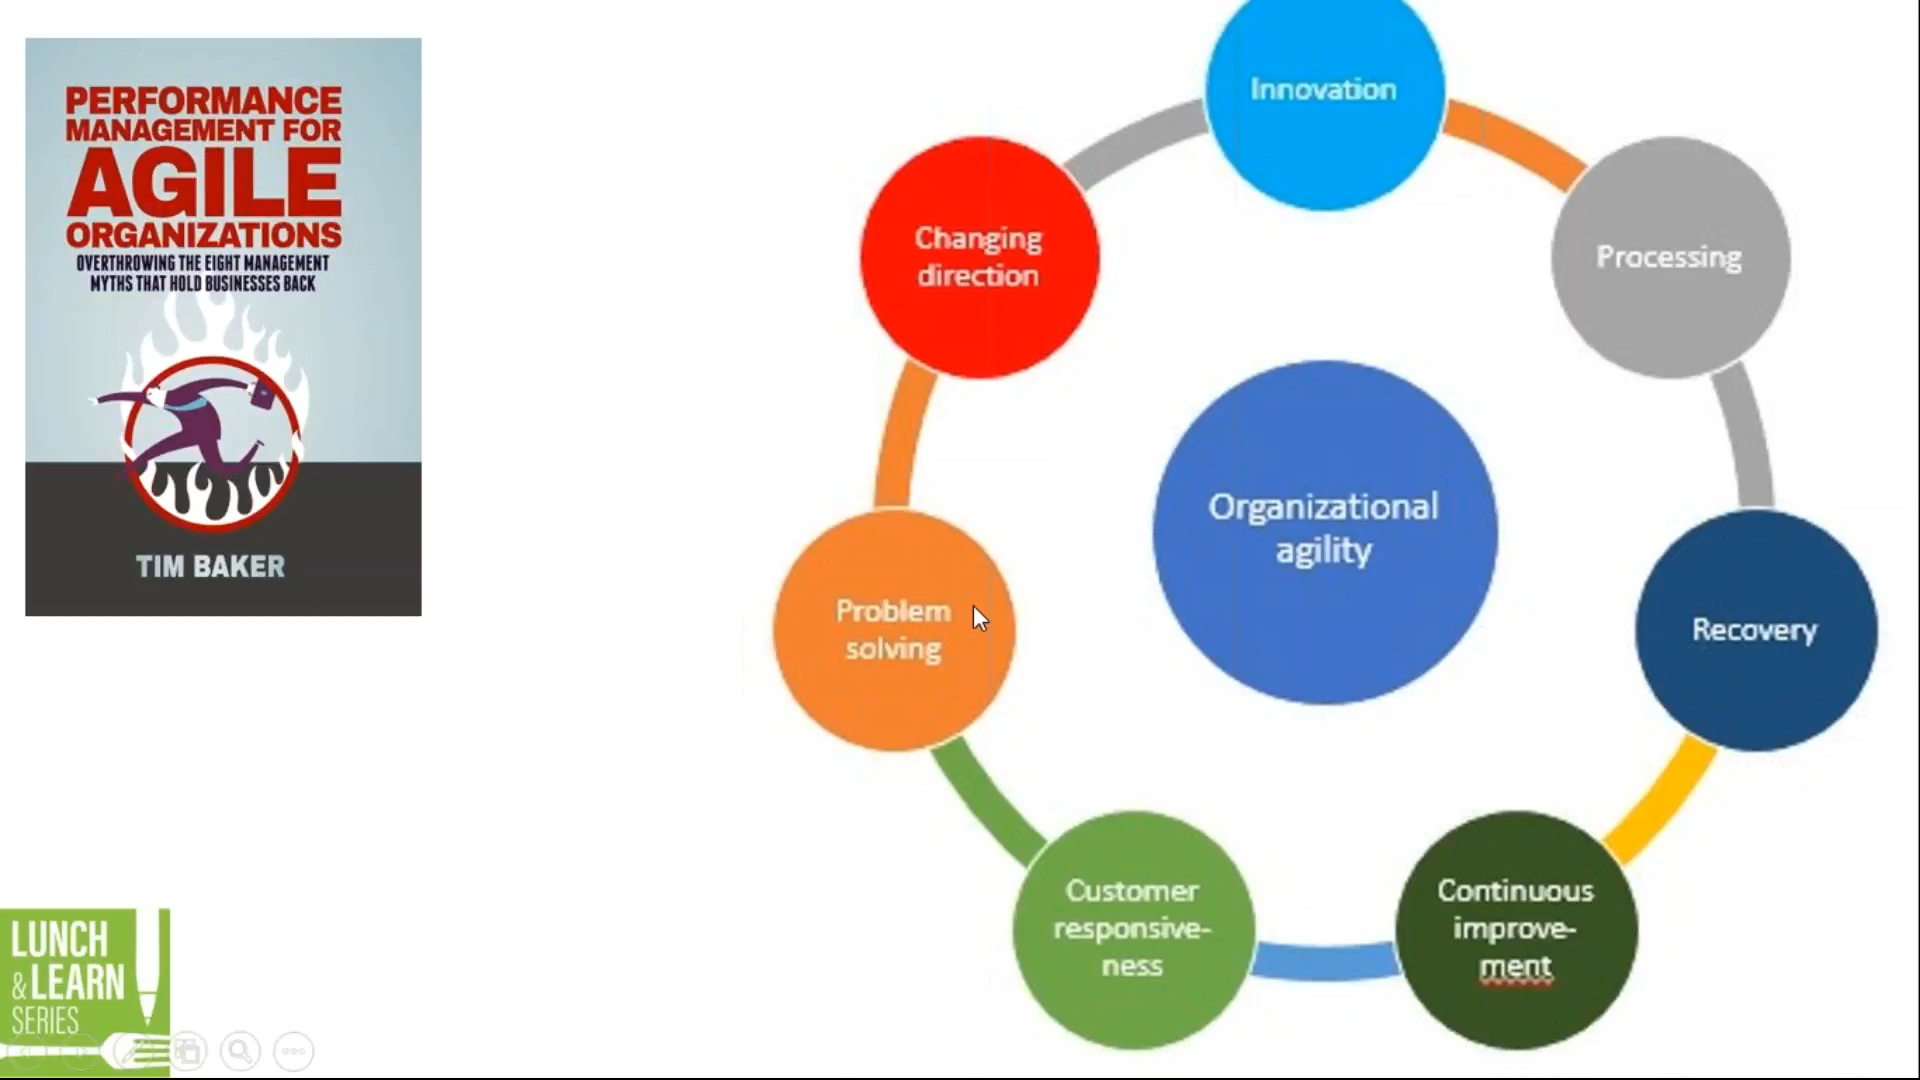 PERFORMANCE
MANAGEMENT FOR
AGILE
ORGANIZATIONS
OVERTHROWING THE EIGHT MANAGEMENT
MYTHS THAT HOLD BUSINESSES BACK
TIM BAKER
Innovation
Changing
direction
Processing
Organizational
agility
Problem
solving
Recovery
Customer
responsive-
ness
Continuous
improve-
ment
LUNCH
& LEARN
SERIES